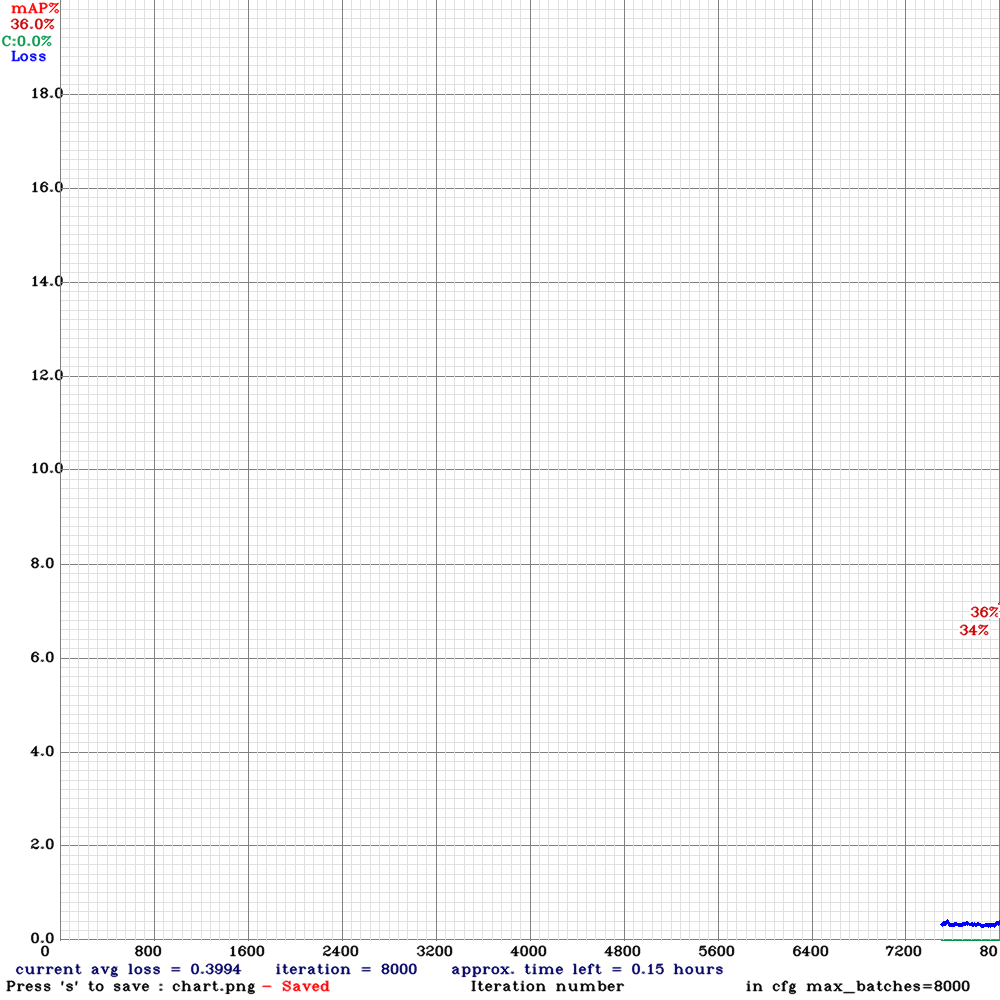 mAP%
36.0%
C:0.0%
Loss
18.0
16.0
14.0
12.0
10.0
8.0
36%
34%
6.0
4.0
2.0
0.0
0 800 1600 2400 3200 4000 4800 5600 6400 7200 80
current avg loss = 0.3994 iteration = 8000 approx. time left = 0.15 hours
Press 's' to save : chart.png - Saved Iteration number in cfg max_batches=8000